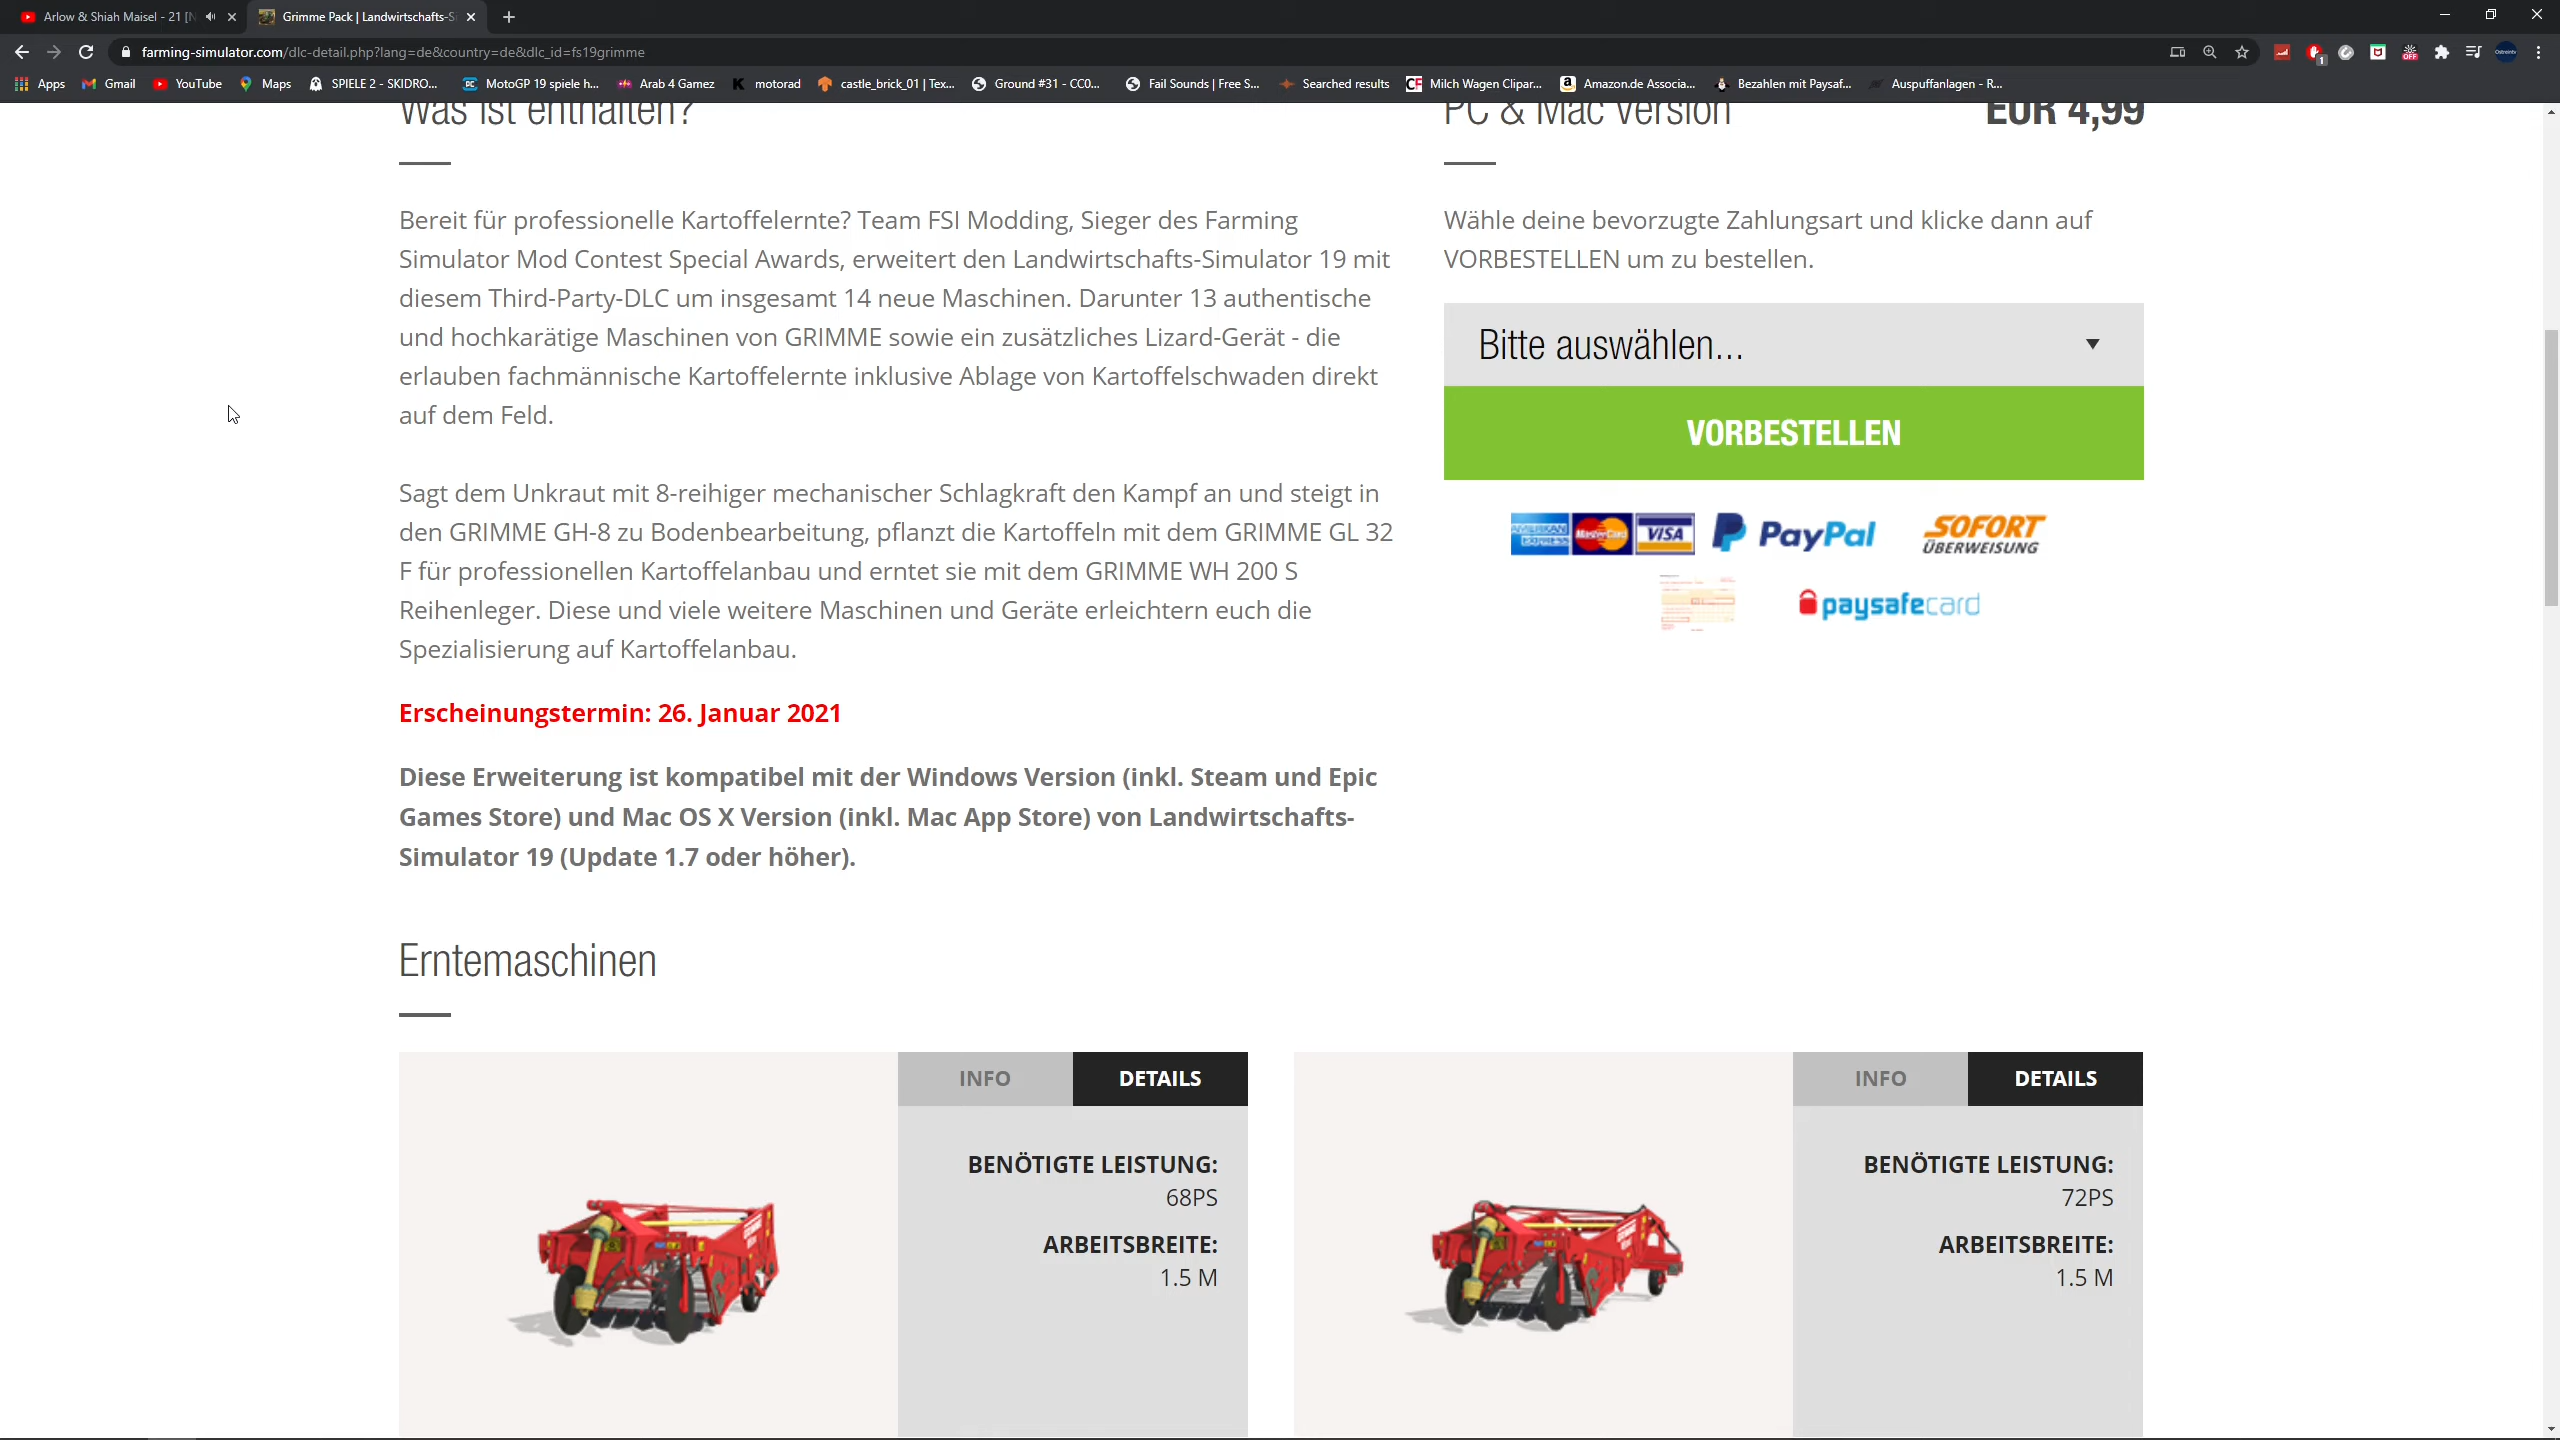 Arlow & Shiah Maisel - 21 [N
Grimme Pack | Landwirtschafts-Si
farming-simulator.com/dlc-detail.php?lang=de&country=de&dlc_id=fs19grimme
Apps
Gmail
YouTube
Maps
SPIELE 2 - SKIDRO...
MotoGP 19 spiele h...
Arab 4 Gamez
motorad
castle_brick_01 | Tex...
Ground #31 - CC0...
Fail Sounds | Free S...
Searched results
Milch Wagen Clipar...
Amazon.de Associa...
Bezahlen mit Paysaf...
Auspuffanlagen - R...
Was ist enthalten?
Bereit für professionelle Kartoffelernte? Team FSI Modding, Sieger des Farming
Simulator Mod Contest Special Awards, erweitert den Landwirtschafts-Simulator 19 mit
diesem Third-Party-DLC um insgesamt 14 neue Maschinen. Darunter 13 authentische
und hochkarätige Maschinen von GRIMME sowie ein zusätzliches Lizard-Gerät - die
erlauben fachmännische Kartoffelernte inklusive Ablage von Kartoffelschwaden direkt
auf dem Feld.
Sagt dem Unkraut mit 8-reihiger mechanischer Schlagkraft den Kampf an und steigt in
den GRIMME GH-8 zu Bodenbearbeitung, pflanzt die Kartoffeln mit dem GRIMME GL 32
F für professionellen Kartoffelanbau und erntet sie mit dem GRIMME WH 200 S
Reihenleger. Diese und viele weitere Maschinen und Geräte erleichtern euch die
Spezialisierung auf Kartoffelanbau.
Erscheinungstermin: 26. Januar 2021
Diese Erweiterung ist kompatibel mit der Windows Version (inkl. Steam und Epic
Games Store) und Mac OS X Version (inkl. Mac App Store) von Landwirtschafts-
Simulator 19 (Update 1.7 oder höher).
PC & Mac Version
EUR 4,99
Wähle deine bevorzugte Zahlungsart und klicke dann auf
VORBESTELLEN um zu bestellen.
Bitte auswählen...
VORBESTELLEN
AMERICAN EXPRESS
MasterCard
VISA
PayPal
SOFORT
ÜBERWEISUNG
paysafecard
Erntemaschinen
INFO
DETAILS
BENÖTIGTE LEISTUNG:
68PS
ARBEITSBREITE:
1.5 M
INFO
DETAILS
BENÖTIGTE LEISTUNG:
72PS
ARBEITSBREITE:
1.5 M